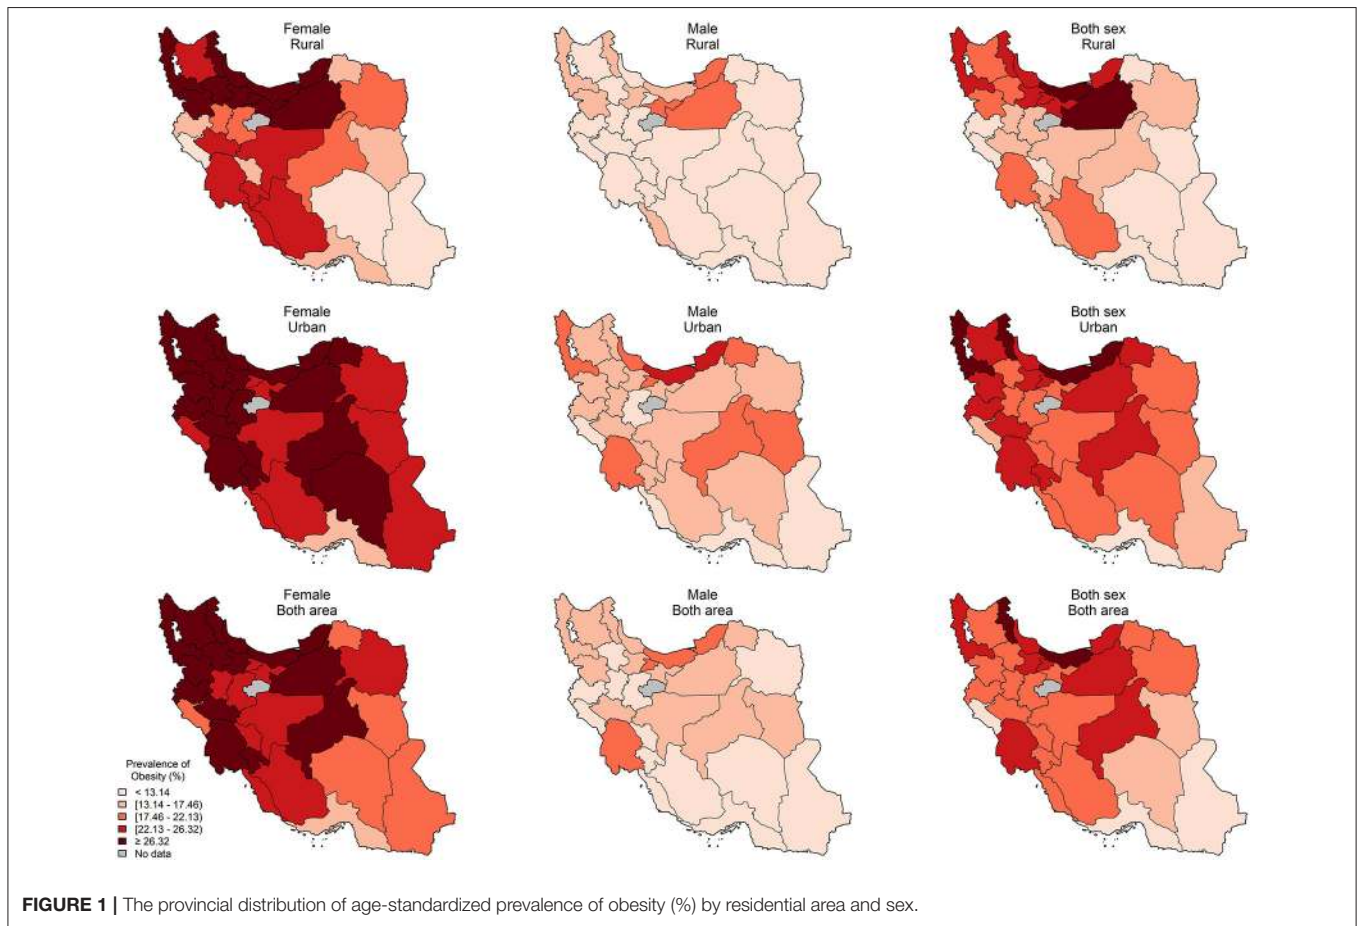 Female
Rural
Male
Rural
Both sex
Rural
Female
Urban
Male
Urban
Both sex
Urban
Female
Both area
Male
Both area
Both sex
Both area
Prevalence of
Obesity (%)
< 13.14
[13.14 - 17.46)
[17.46 - 22.13)
[22.13 - 26.32)
≥ 26.32
No data
FIGURE 1 | The provincial distribution of age-standardized prevalence of obesity (%) by residential area and sex.